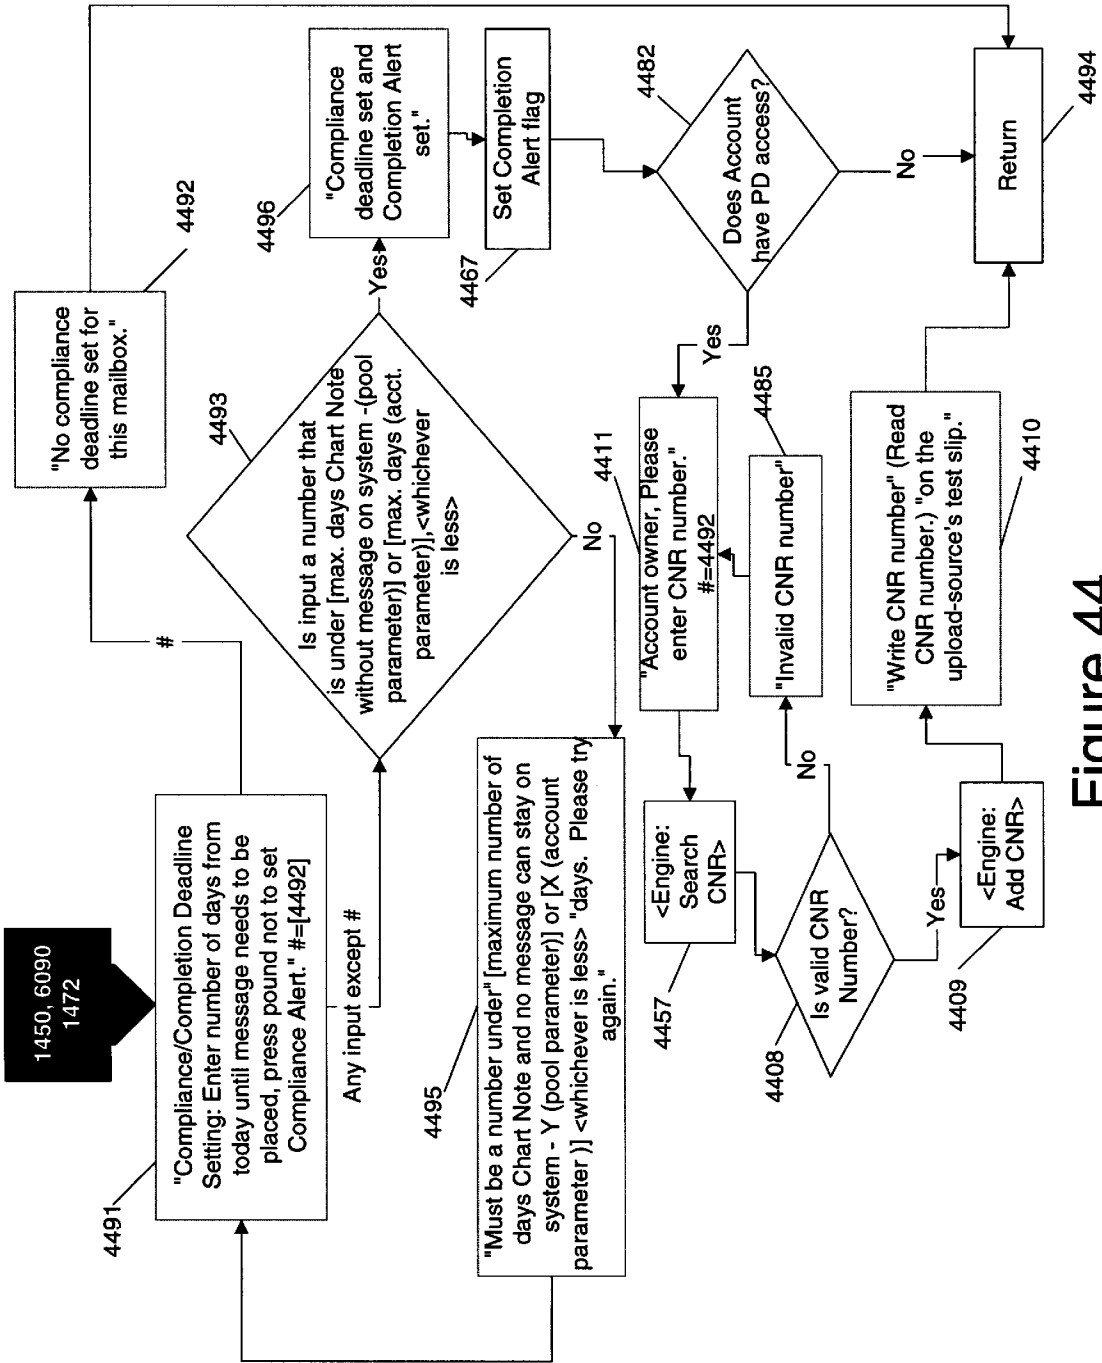 1450, 6090
1472
4491
"Compliance/Completion Deadline
Setting: Enter number of days from
today until message needs to be
placed, press pound not to set
Compliance Alert." #=[4492]
#
"No compliance
deadline set for
this mailbox."
4492
Any input except #
4493
Is input a number that
is under [max. days Chart Note
without message on system -(pool
parameter)] or [max. days (acct.
parameter)],<whichever
is less>
Yes
4496
"Compliance
deadline set and
Completion Alert
set."
No
4495
"Must be a number under" [maximum number of
days Chart Note and no message can stay on
system - Y (pool parameter)] or [X (account
parameter )] <whichever is less> "days. Please try
again."
4467
Set Completion
Alert flag
4482
Does Account
have PD access?
Yes
No
4411
"Account owner, Please
enter CNR number."
#=4492
4457
<Engine:
Search
CNR>
4485
"Invalid CNR number"
4408
Is valid CNR
Number?
No
Yes
4409
<Engine:
Add CNR>
4410
"Write CNR number" (Read
CNR number.) "on the
upload-source's test slip."
Return
4494
Figure 44